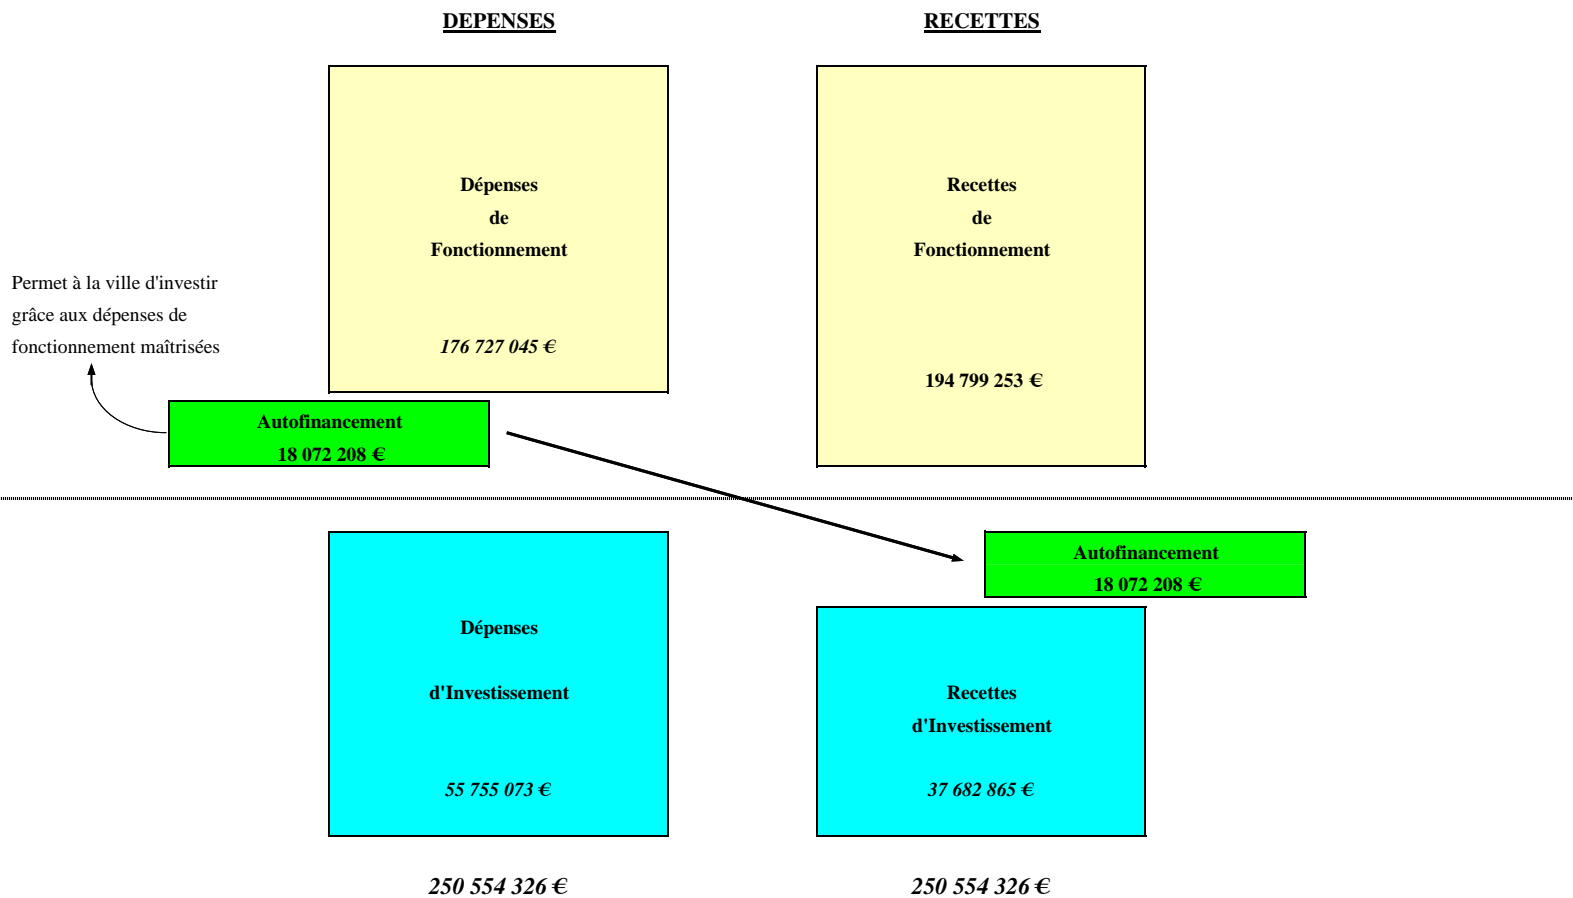 DEPENSES
RECETTES
Dépenses
de
Fonctionnement
176 727 045 €
Recettes
de
Fonctionnement
194 799 253 €
Permet à la ville d'investir
grâce aux dépenses de
fonctionnement maîtrisées
Autofinancement
18 072 208 €
Autofinancement
18 072 208 €
Dépenses
d'Investissement
55 755 073 €
Recettes
d'Investissement
37 682 865 €
250 554 326 €
250 554 326 €